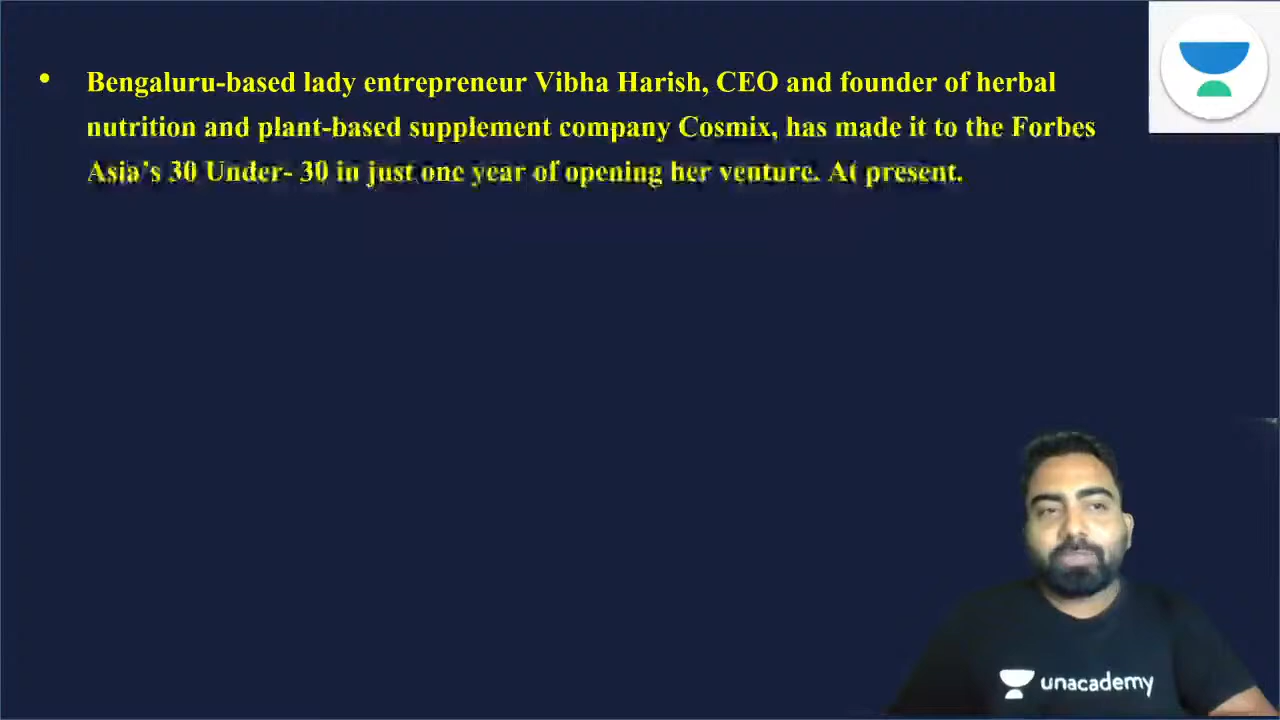 • Bengaluru-based lady entrepreneur Vibha Harish, CEO and founder of herbal
nutrition and plant-based supplement company Cosmix, has made it to the Forbes
Asia's 30 Under- 30 in just one year of opening her venture. At present.
unacademy